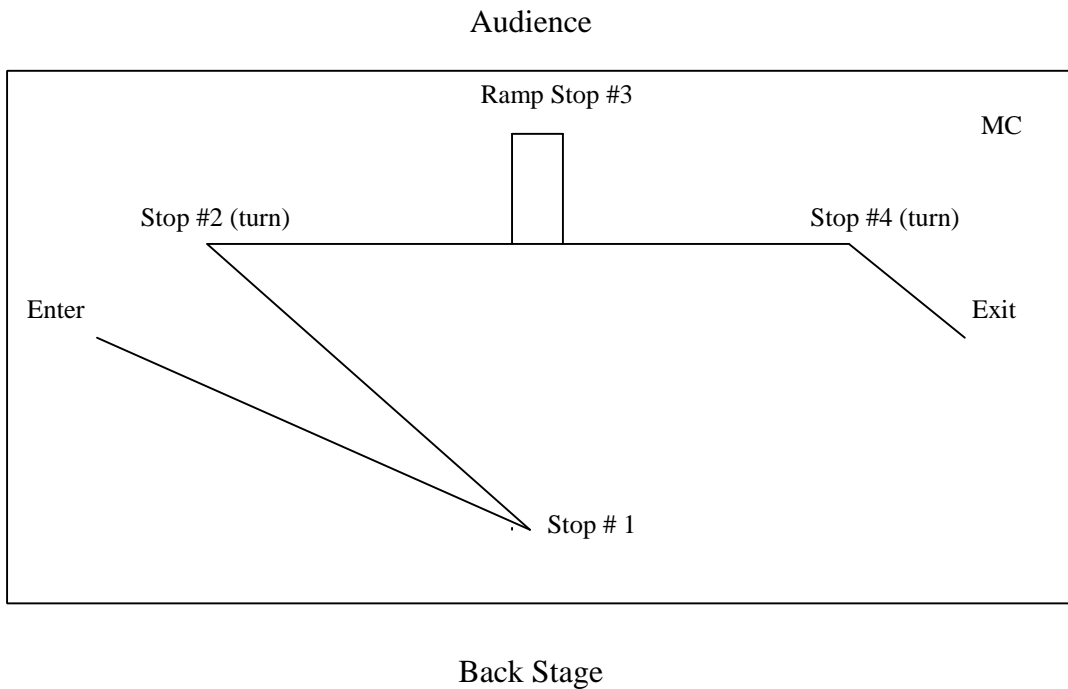 Audience
Ramp Stop #3
MC
Stop #2 (turn)
Stop #4 (turn)
Enter
Exit
Stop # 1
Back Stage